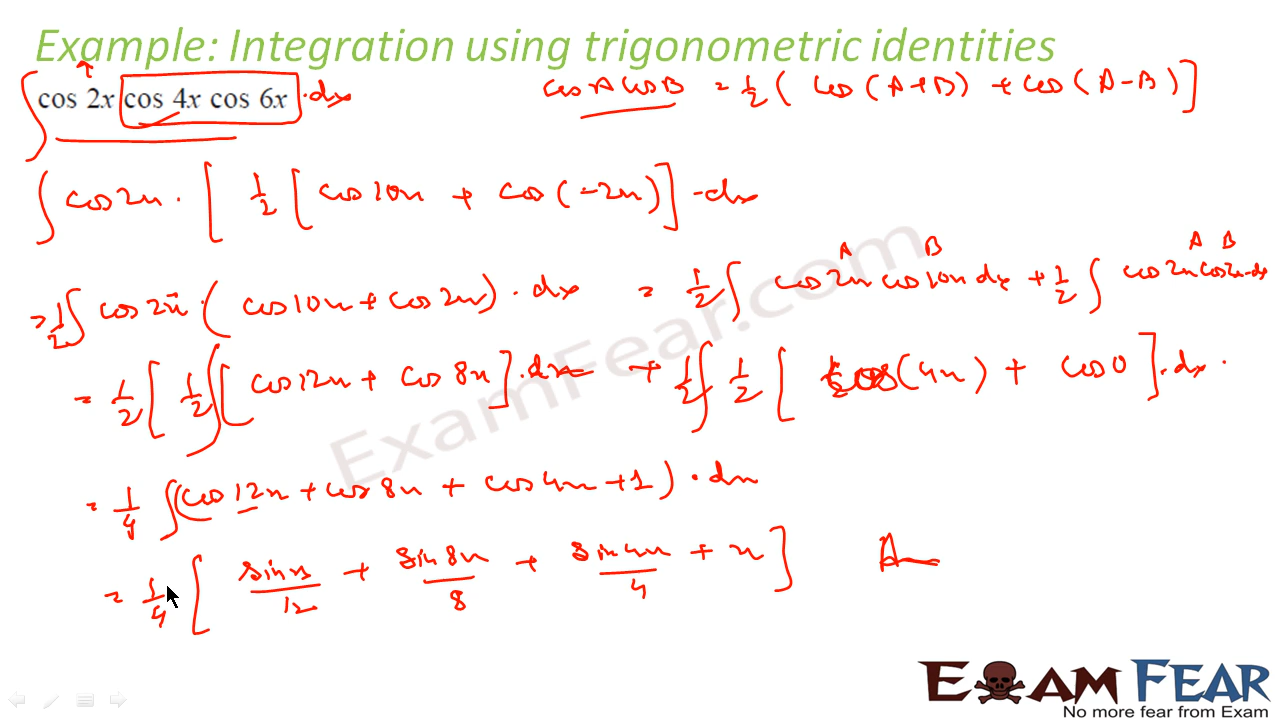 Example: Integration using trigonometric identities
∫ cos 2x cos 4x cos 6x · dx    cosA cosB = 1/2 ( cos (A+B) + cos (A-B) ]
∫ cos2x · [ 1/2 [ cos10x + cos (-2x) ] · dx
= 1/2 ∫ cos2x · ( cos10x + cos2x ) · dx = 1/2 ∫ cos2x cos10x dx + 1/2 ∫ cos2x cos2x · dx
A B A B
= 1/2 [ 1/2 ∫ [ cos12x + cos 8x ] · dx + 1/2 ∫ 1/2 [ cos(4x) + cos0 ] · dx ·
= 1/4 ∫ (cos12x + cos8x + cos4x + 1 ) · dx
= 1/4 [ sinx/12 + sin8x/8 + sin4x/4 + x ]
ExamFear.com
EXAM FEAR
No more fear from Exam